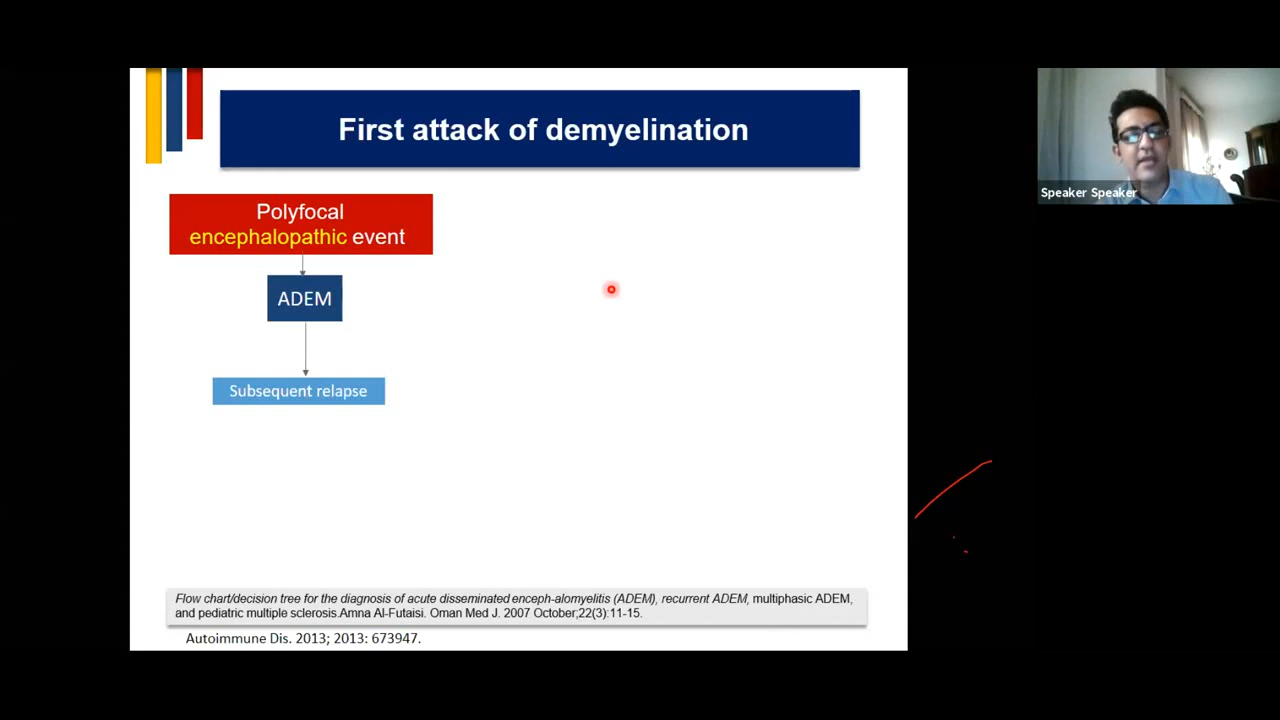 First attack of demyelination
Polyfocal
encephalopathic event
ADEM
Subsequent relapse
Flow chart/decision tree for the diagnosis of acute disseminated enceph-alomyelitis (ADEM), recurrent ADEM, multiphasic ADEM,
and pediatric multiple sclerosis.Amna Al-Futaisi. Oman Med J. 2007 October;22(3):11-15.
Autoimmune Dis. 2013; 2013: 673947.
Speaker Speaker